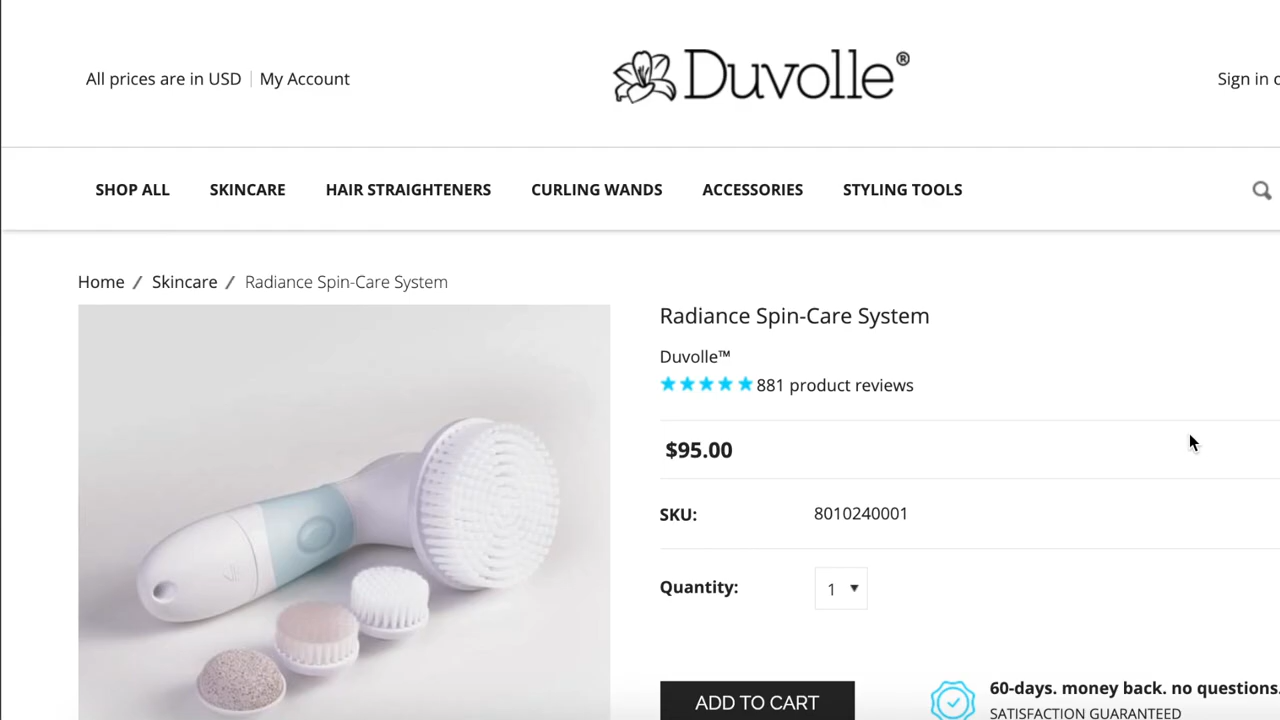 All prices are in USD | My Account
Duvolle®
Sign in
SHOP ALL SKINCARE HAIR STRAIGHTENERS CURLING WANDS ACCESSORIES STYLING TOOLS
Home / Skincare / Radiance Spin-Care System
Radiance Spin-Care System
Duvolle™
881 product reviews
$95.00
SKU: 8010240001
Quantity: 1
ADD TO CART
60-days. money back. no questions.
SATISFACTION GUARANTEED